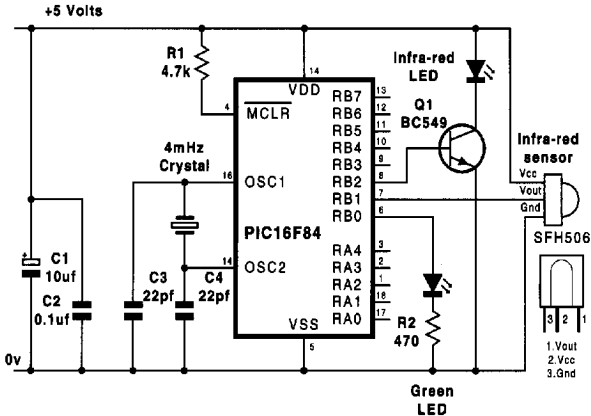 +5 Volts
R1
4.7k
Infra-red
LED
Q1
BC549
14
VDD
4
MCLR
RB7
13
RB6
12
RB5
11
RB4
10
RB3
9
RB2
8
RB1
7
RB0
6
4mHz
Crystal
16
OSC1
PIC16F84
14
OSC2
RA4
3
RA3
2
RA2
1
RA1
18
RA0
17
VSS
5
Infra-red
sensor
Vcc
Vout
Gnd
SFH506
C1
10uf
C2
0.1uf
C3
22pf
C4
22pf
R2
470
3
2
1
1.Vout
2.Vcc
3.Gnd
0v
Green
LED
+